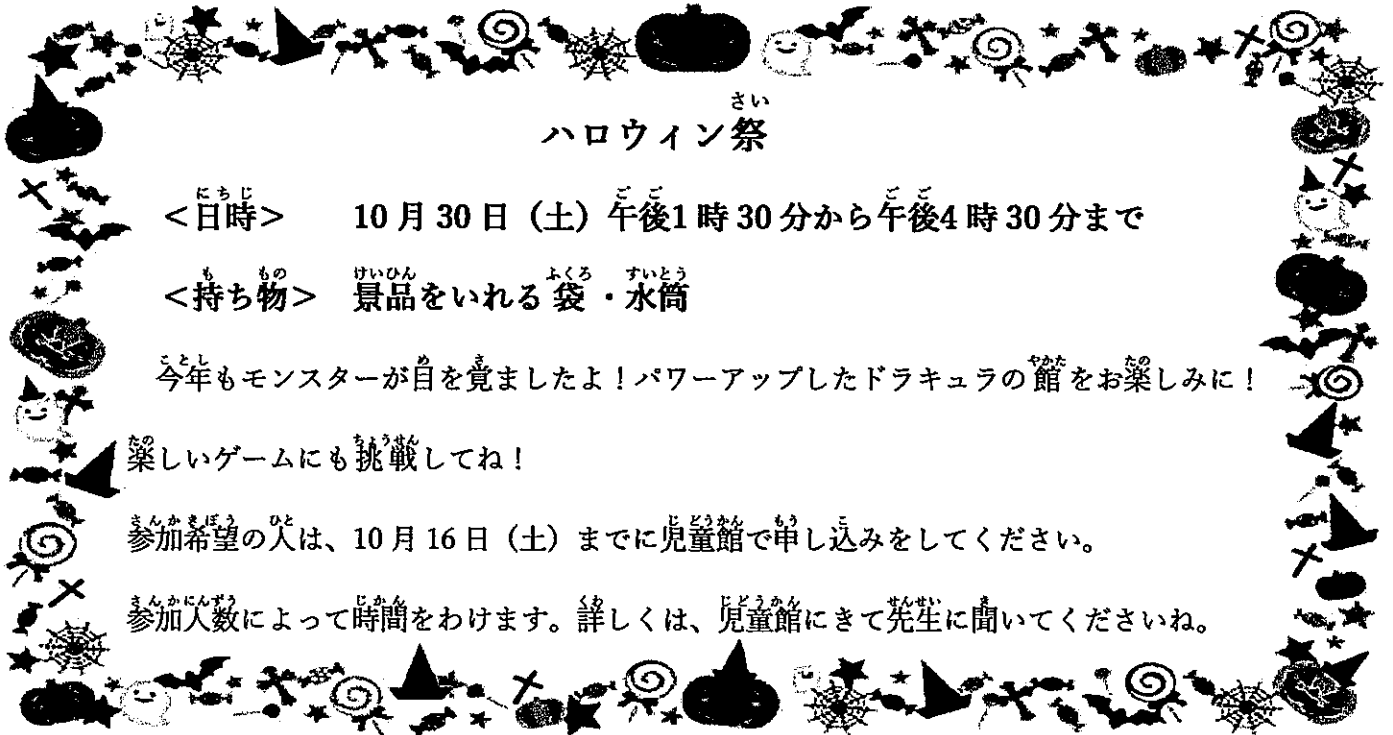 ハロウィン祭
<日時> 10月30日（土）午後1時30分から午後4時30分まで
<持ち物> 景品をいれる袋・水筒
今年もモンスターが目を覚ましたよ！パワーアップしたドラキュラの館をお楽しみに！
楽しいゲームにも挑戦してね！
参加希望の人は、10月16日（土）までに児童館で申し込みをしてください。
参加人数によって時間をわけます。詳しくは、児童館にきて先生に聞いてくださいね。